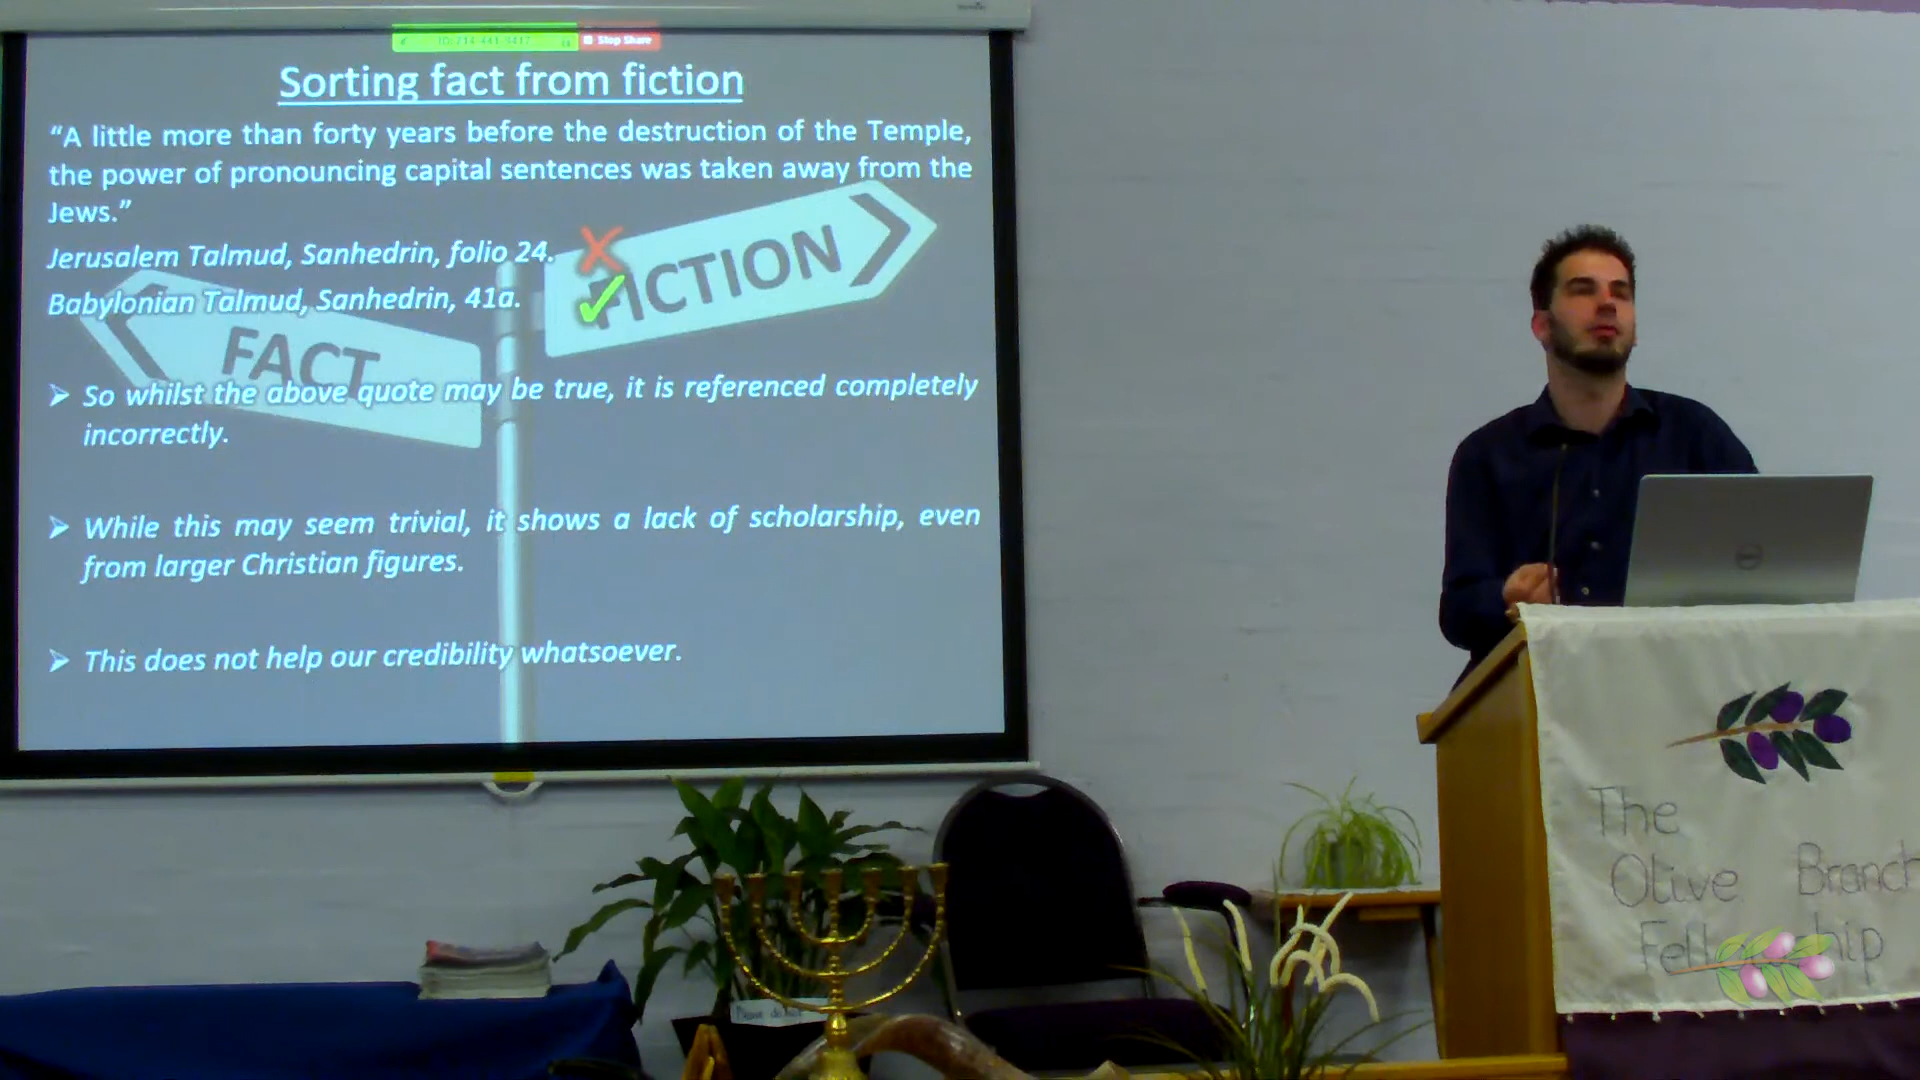 Stop Share
Sorting fact from fiction
“A little more than forty years before the destruction of the Temple,
the power of pronouncing capital sentences was taken away from the
Jews.”
Jerusalem Talmud, Sanhedrin, folio 24.
Babylonian Talmud, Sanhedrin, 41a.
FICTION
FACT
➢ So whilst the above quote may be true, it is referenced completely
incorrectly.
➢ While this may seem trivial, it shows a lack of scholarship, even
from larger Christian figures.
➢ This does not help our credibility whatsoever.
DELL
The
Olive Branch
Fellowship